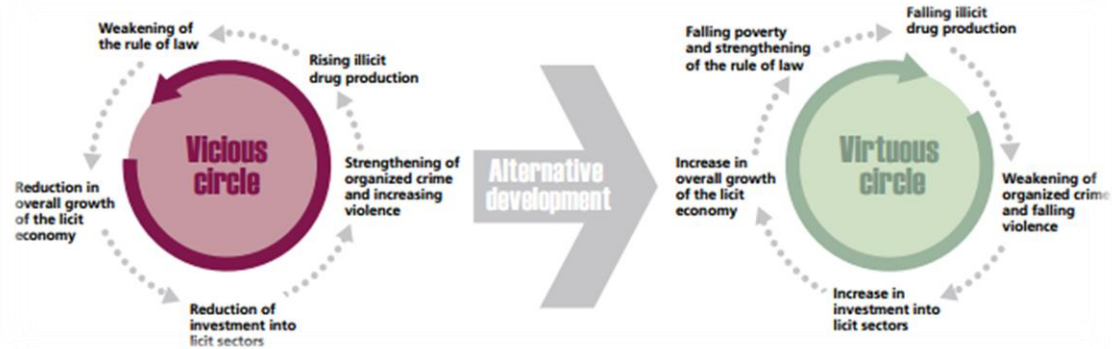 Weakening of
the rule of law
Rising illicit
drug production
Vicious
circle
Strengthening of
organized crime
and increasing
violence
Reduction in
overall growth
of the licit
economy
Reduction of
investment into
licit sectors
Alternative
development
Falling poverty
and strengthening
of the rule of law
Falling illicit
drug production
Virtuous
circle
Increase in
overall growth
of the licit
economy
Weakening of
organized crime
and falling
violence
Increase in
investment into
licit sectors